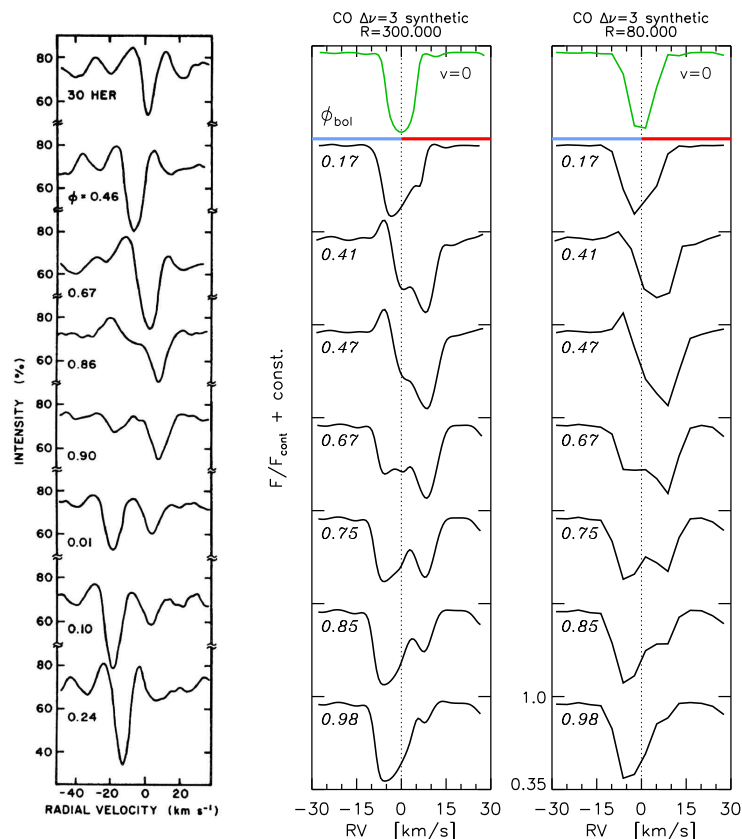 80
60
30 HER
80
60
φ = 0.46
80
60
0.67
80
60
0.86
80
60
0.90
80
60
0.01
80
60
0.10
80
60
40
0.24
INTENSITY (%)
-40 -20 0 20
RADIAL VELOCITY (km s⁻¹)
CO Δν=3 synthetic
R=300.000
v=0
ϕbol
0.17
0.41
0.47
0.67
0.75
0.85
0.98
F/Fcont + const.
−30 −15 0 15 30
RV [km/s]
CO Δν=3 synthetic
R=80.000
v=0
0.17
0.41
0.47
0.67
0.75
0.85
1.0
0.98
0.35
−30 −15 0 15 30
RV [km/s]